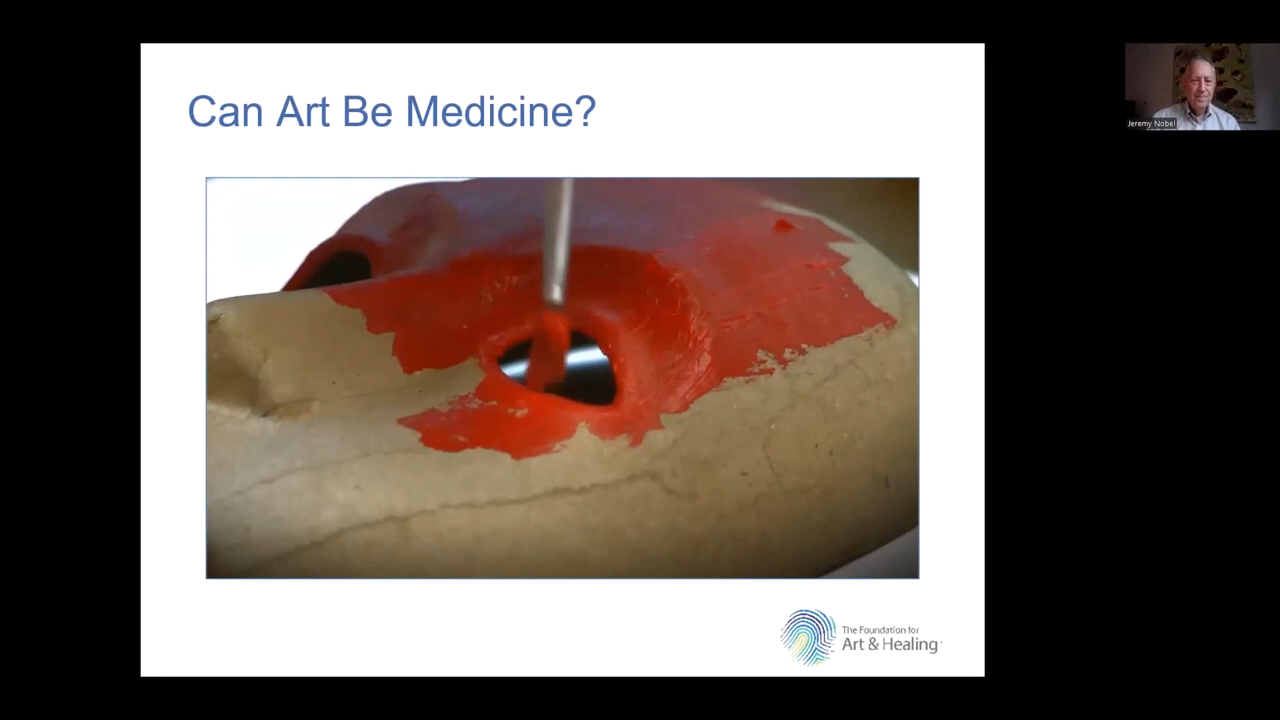 Can Art Be Medicine?
Jeremy Nobel
The Foundation for
Art & Healing